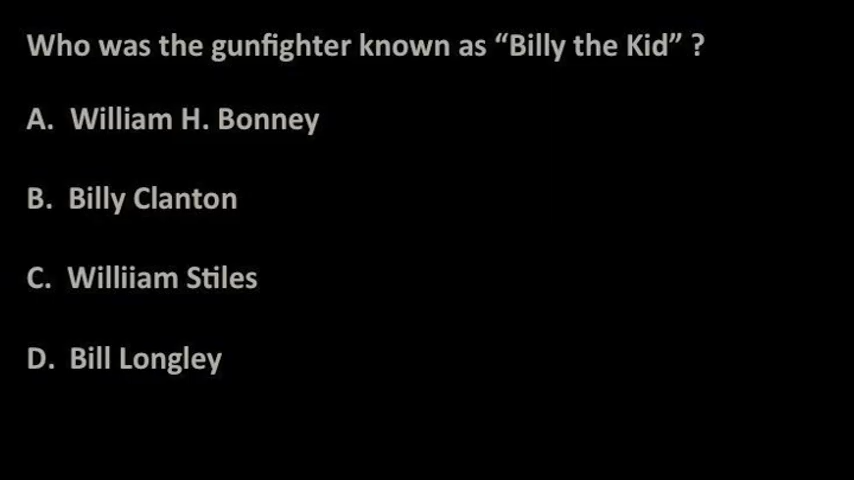 Who was the gunfighter known as “Billy the Kid” ?
A. William H. Bonney
B. Billy Clanton
C. Williiam Stiles
D. Bill Longley